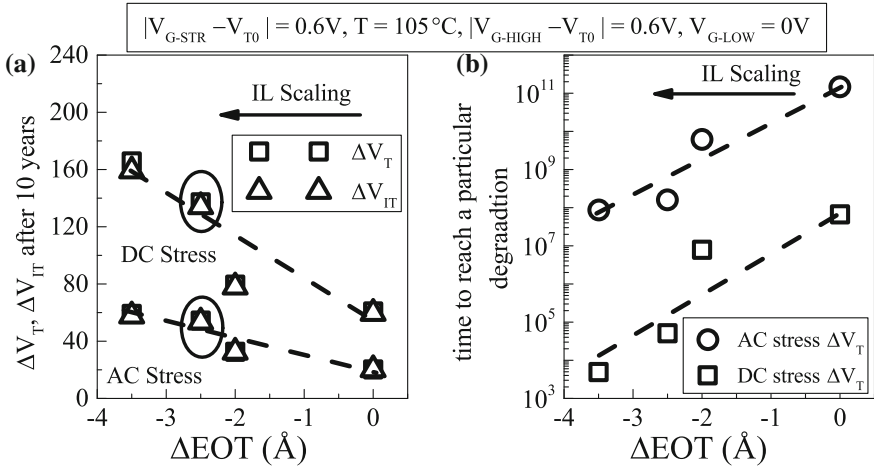 |V_G-STR − V_T0| = 0.6V, T = 105 °C, |V_G-HIGH − V_T0| = 0.6V, V_G-LOW = 0V
(a)
240
200
160
120
80
40
0
ΔV_T, ΔV_IT after 10 years
IL Scaling
ΔV_T
ΔV_IT
DC Stress
AC Stress
-4 -3 -2 -1 0
ΔEOT (Å)
(b)
10^11
10^9
10^7
10^5
10^3
time to reach a particular
degraadtion
IL Scaling
AC stress ΔV_T
DC stress ΔV_T
-4 -3 -2 -1 0
ΔEOT (Å)